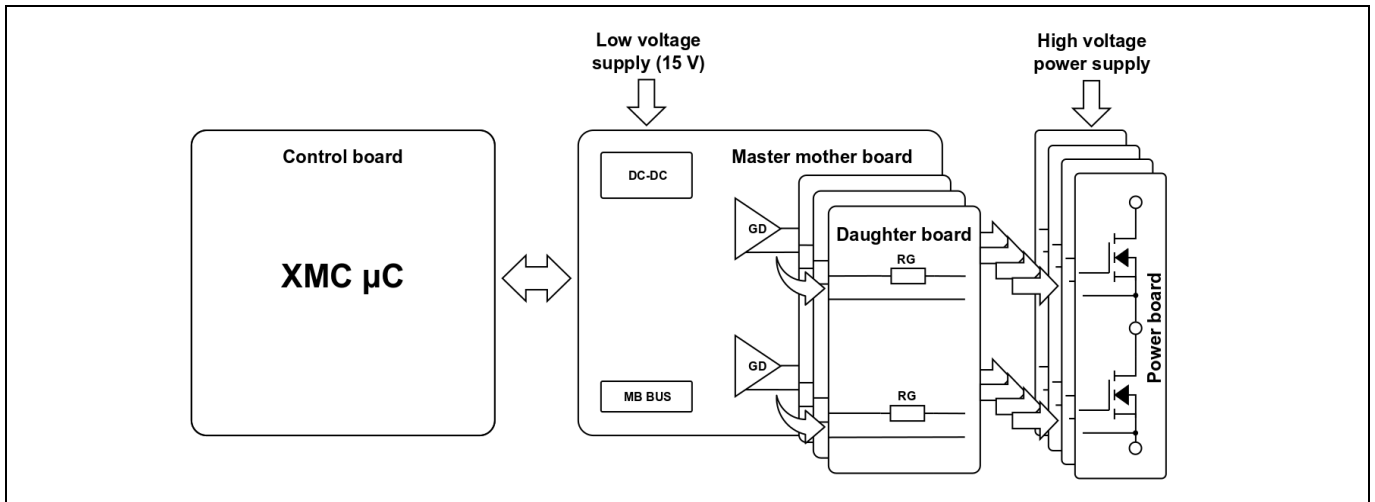 Low voltage
supply (15 V)
High voltage
power supply
Control board
XMC µC
Master mother board
DC-DC
GD
Daughter board
RG
GD
RG
MB BUS
Power board